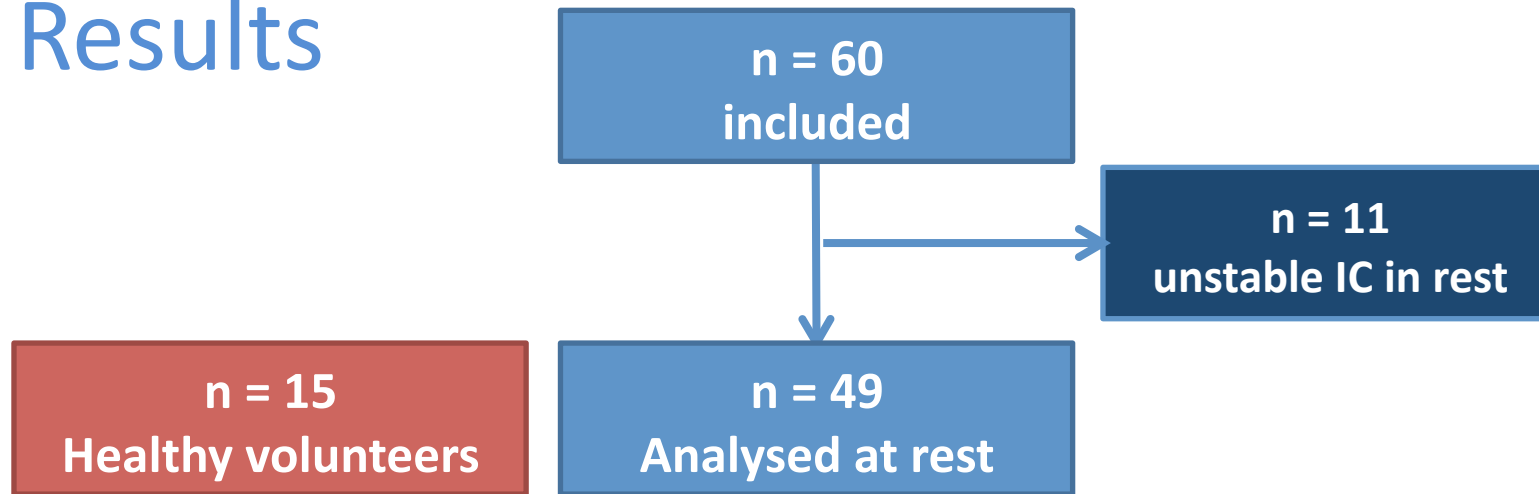 Results
n = 60
included
n = 11
unstable IC in rest
n = 15
Healthy volunteers
n = 49
Analysed at rest